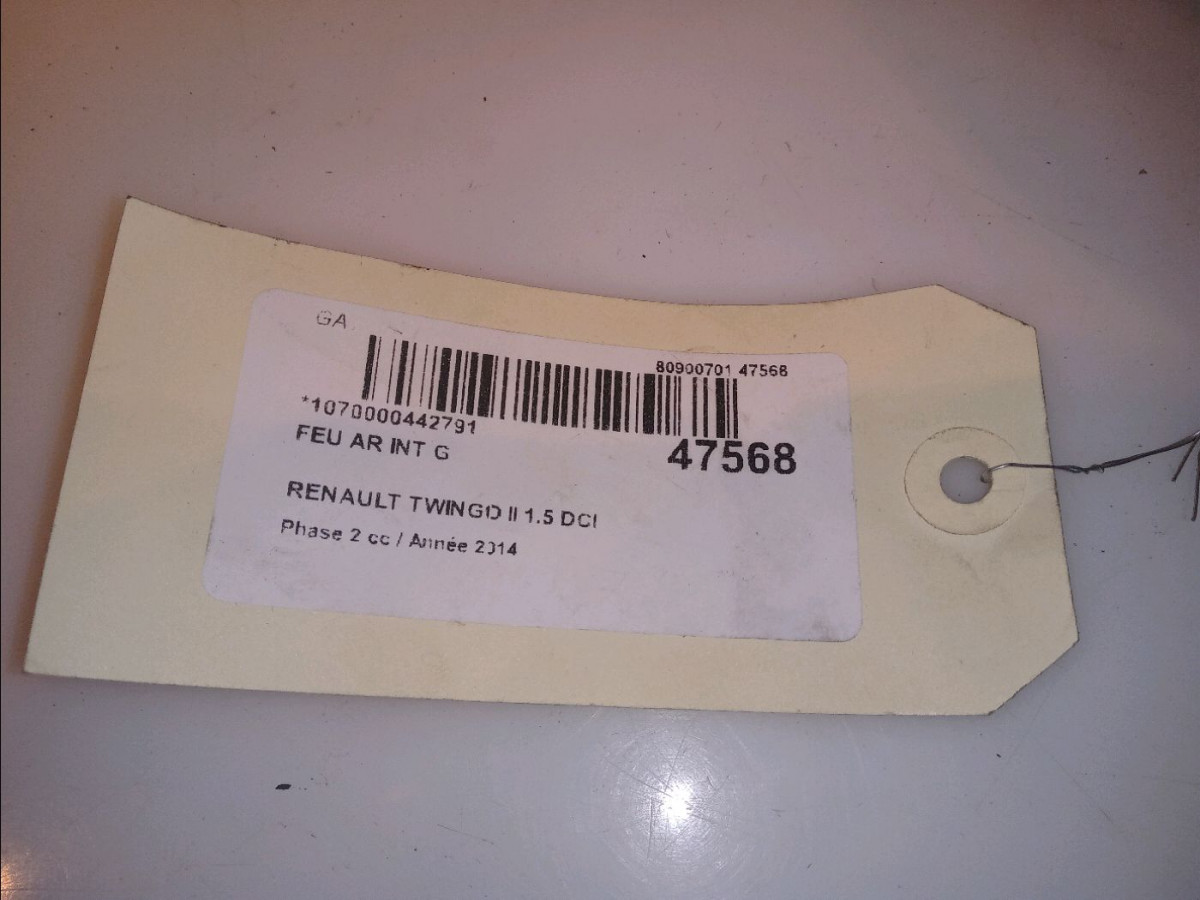 GA
80900701 47568
*1070000442791
47568
FEU AR INT G
RENAULT TWINGO II 1.5 DCI
Phase 2 cc / Année 2014